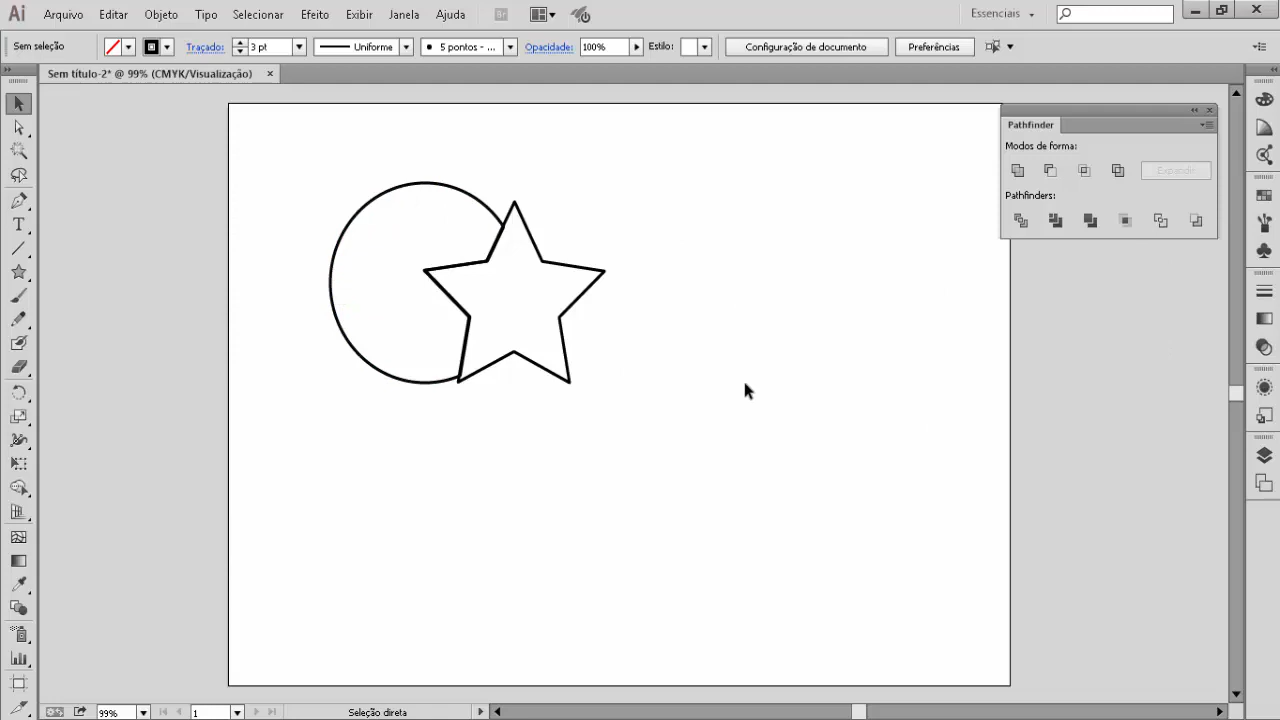 Ai Arquivo Editar Objeto Tipo Selecionar Efeito Exibir Janela Ajuda Br Essenciais
Sem seleção Traçado: 3 pt Uniforme 5 pontos - ... Opacidade: 100% Estilo: Configuração de documento Preferências
Sem título-2* @ 99% (CMYK/Visualização)
Pathfinder
Modos de forma:
Expandir
Pathfinders:
T
99% 1 Seleção direta